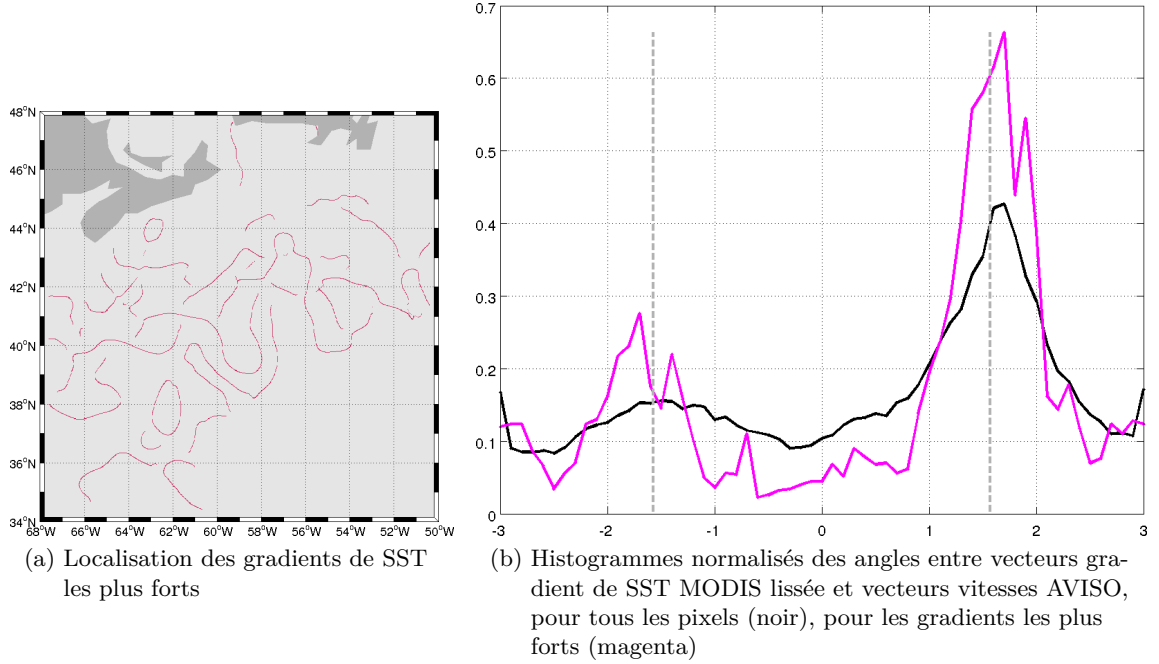 48°N
46°N
44°N
42°N
40°N
38°N
36°N
34°N
68°W 66°W 64°W 62°W 60°W 58°W 56°W 54°W 52°W 50°W
(a) Localisation des gradients de SST
les plus forts
0.7
0.6
0.5
0.4
0.3
0.2
0.1
0
-3 -2 -1 0 1 2 3
(b) Histogrammes normalisés des angles entre vecteurs gra-
dient de SST MODIS lissée et vecteurs vitesses AVISO,
pour tous les pixels (noir), pour les gradients les plus
forts (magenta)